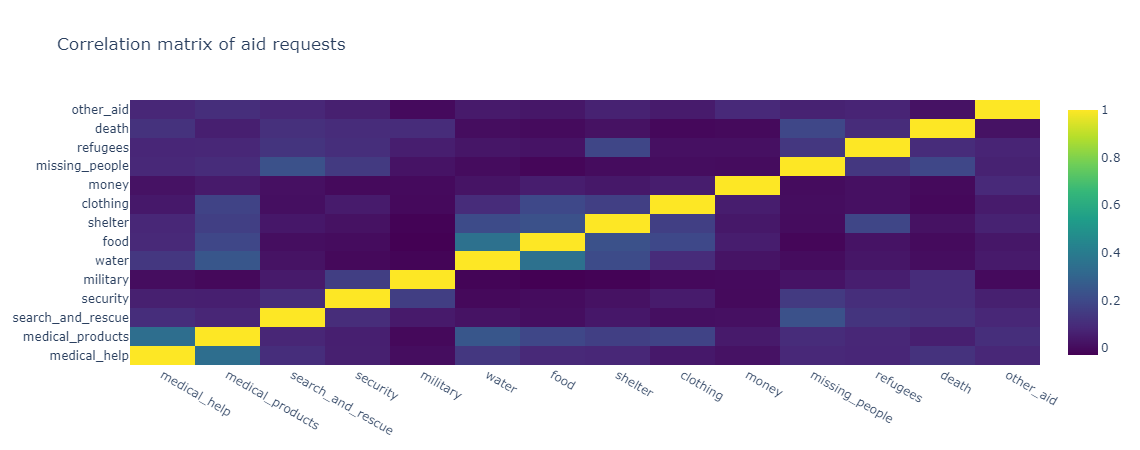 Correlation matrix of aid requests
other_aid
death
refugees
missing_people
money
clothing
shelter
food
water
military
security
search_and_rescue
medical_products
medical_help
medical_help
medical_products
search_and_rescue
security
military
water
food
shelter
clothing
money
missing_people
refugees
death
other_aid
1
0.8
0.6
0.4
0.2
0